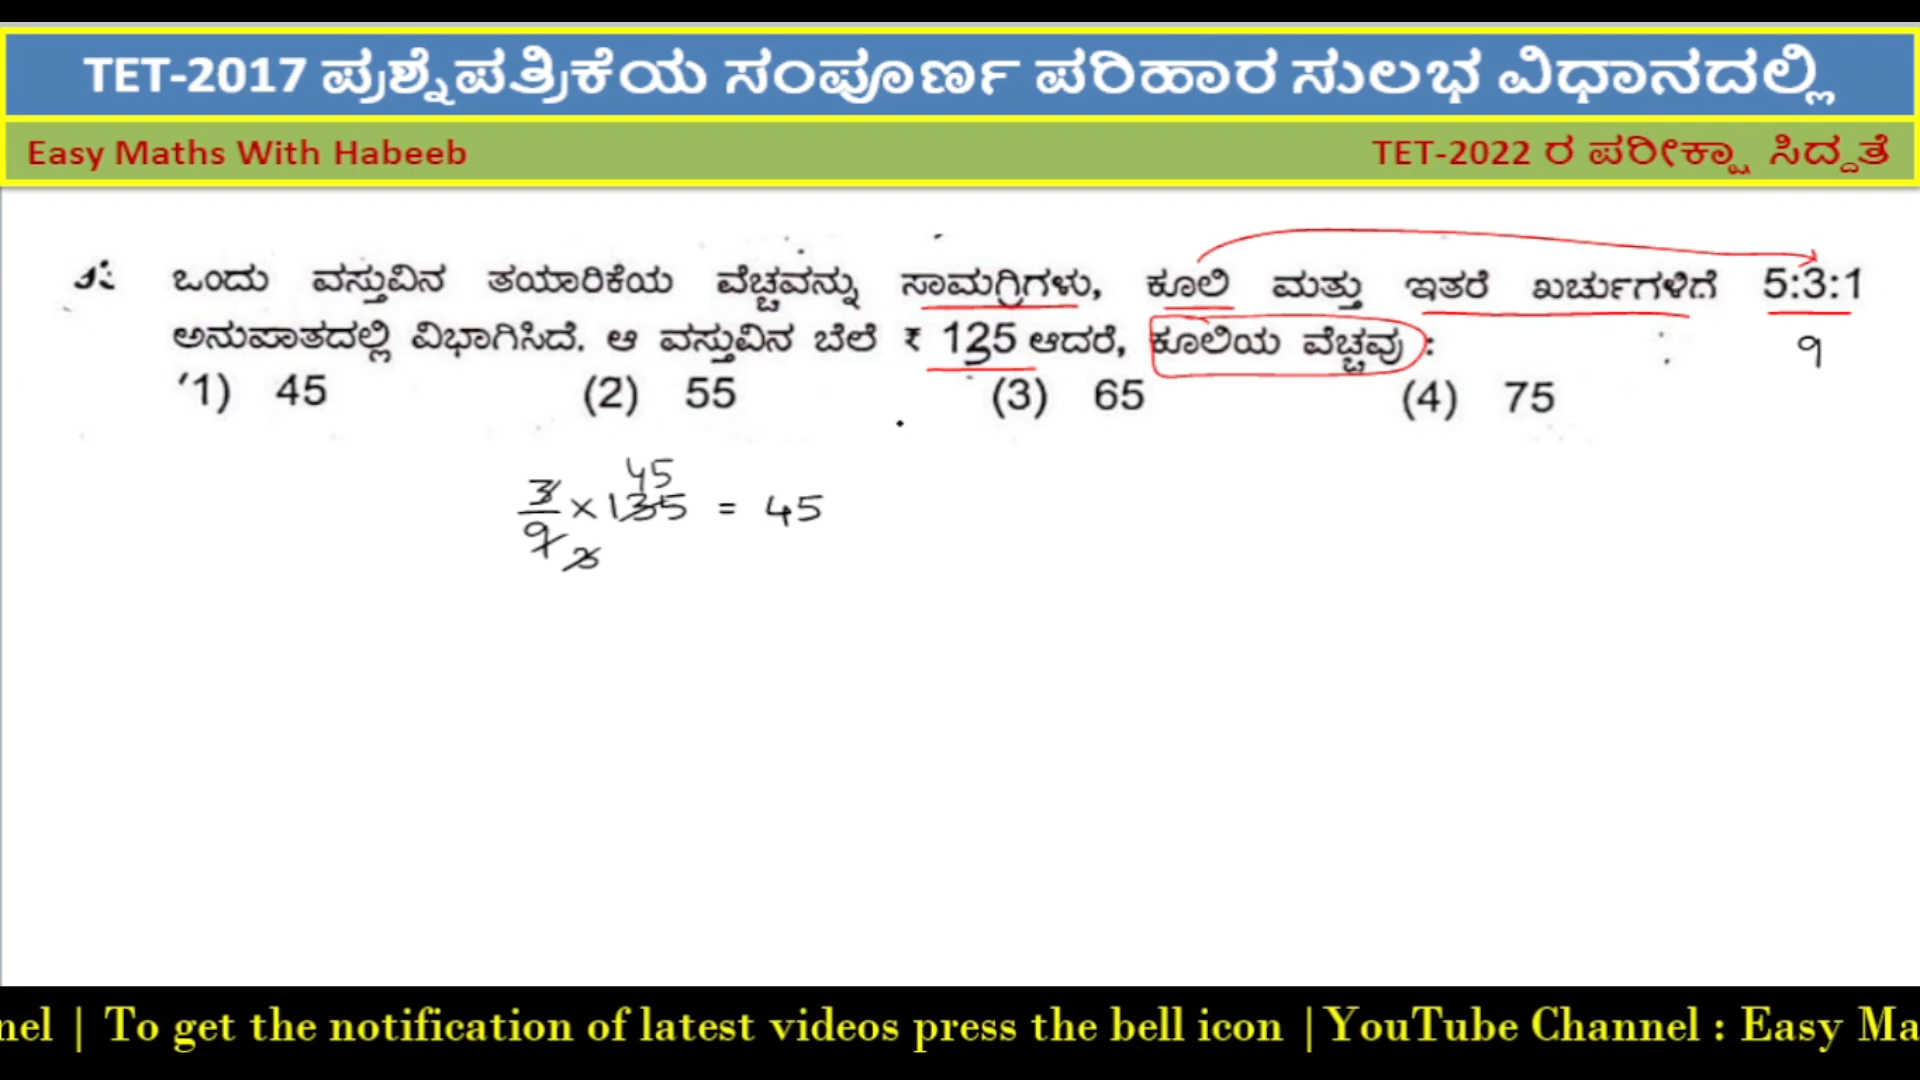 TET-2017 ಪ್ರಶ್ನೆಪತ್ರಿಕೆಯ ಸಂಪೂರ್ಣ ಪರಿಹಾರ ಸುಲಭ ವಿಧಾನದಲ್ಲಿ
Easy Maths With Habeeb
TET-2022 ರ ಪರೀಕ್ಷಾ ಸಿದ್ದತೆ
ಒಂದು ವಸ್ತುವಿನ ತಯಾರಿಕೆಯ ವೆಚ್ಚವನ್ನು ಸಾಮಗ್ರಿಗಳು, ಕೂಲಿ ಮತ್ತು ಇತರೆ ಖರ್ಚುಗಳಿಗೆ 5:3:1
ಅನುಪಾತದಲ್ಲಿ ವಿಭಾಗಿಸಿದೆ. ಆ ವಸ್ತುವಿನ ಬೆಲೆ ₹ 125 ಆದರೆ, ಕೂಲಿಯ ವೆಚ್ಚವು : 9
1) 45 (2) 55 (3) 65 (4) 75
45
3/9 × 135 = 45
3
nel | To get the notification of latest videos press the bell icon | YouTube Channel : Easy Ma